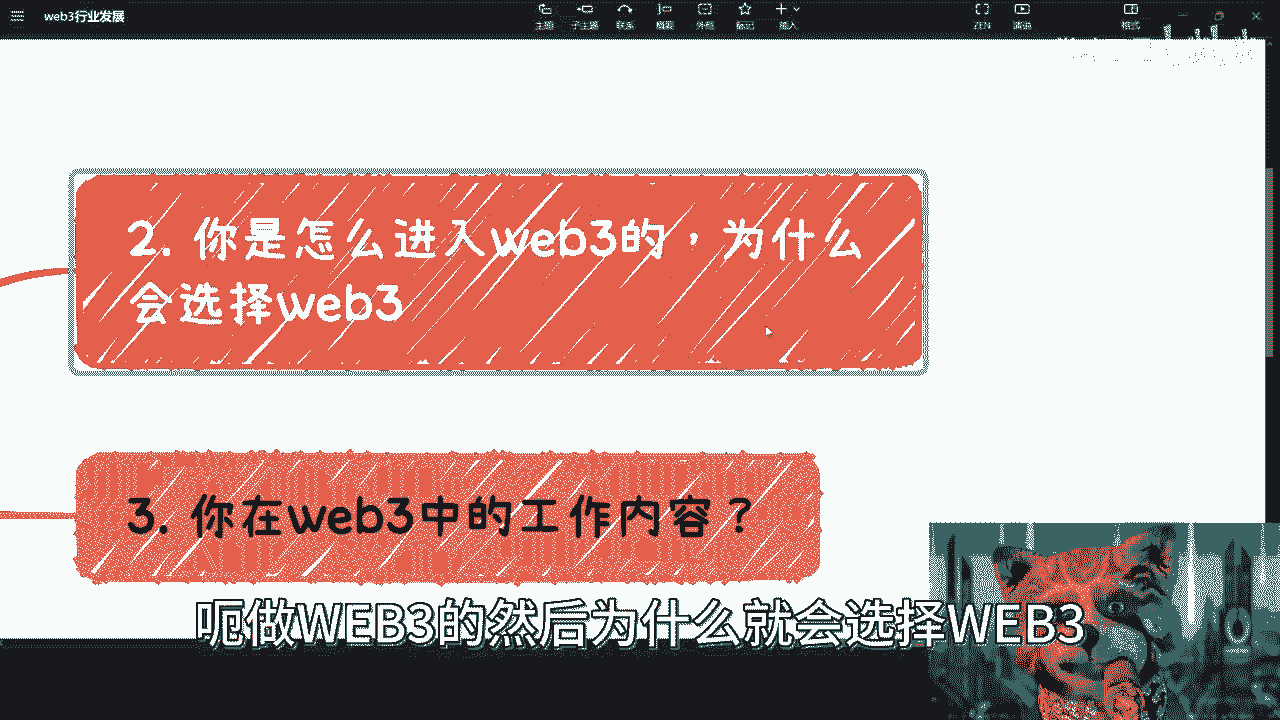 web3行业发展
主题 子主题 联系 概要 外框 标记 插入 ZEN 演说 格式
2. 你是怎么进入web3的，为什么
会选择web3
3. 你在web3中的工作内容？
呃做WEB3的然后为什么就会选择WEB3